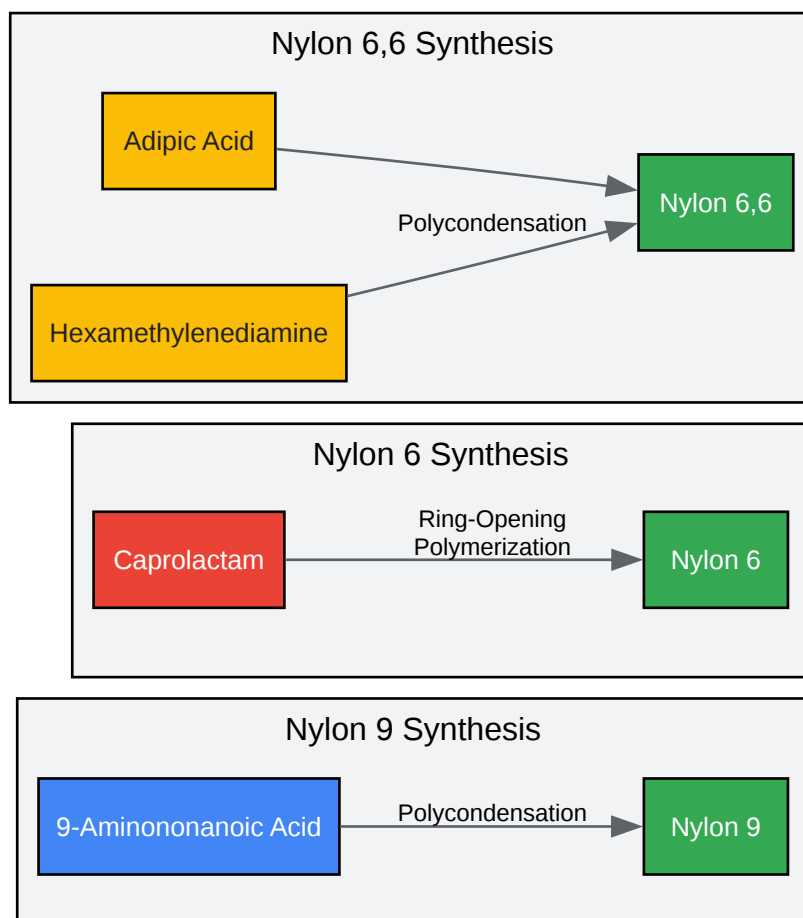 Nylon 6,6 Synthesis
Adipic Acid
Nylon 6,6
Polycondensation
Hexamethylenediamine
Nylon 6 Synthesis
Ring-Opening
Polymerization
Caprolactam
Nylon 6
Nylon 9 Synthesis
9-Aminononanoic Acid
Polycondensation
Nylon 9